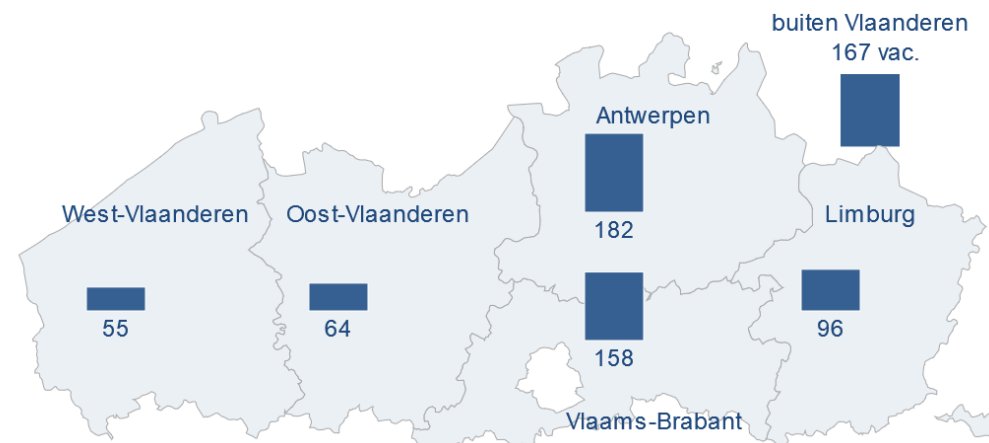 buiten Vlaanderen
167 vac.
Antwerpen
182
West-Vlaanderen
55
Oost-Vlaanderen
64
Limburg
96
158
Vlaams-Brabant